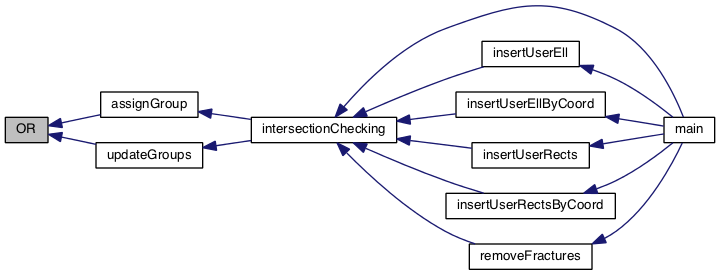 OR
assignGroup
updateGroups
intersectionChecking
insertUserEll
insertUserEllByCoord
insertUserRects
insertUserRectsByCoord
removeFractures
main